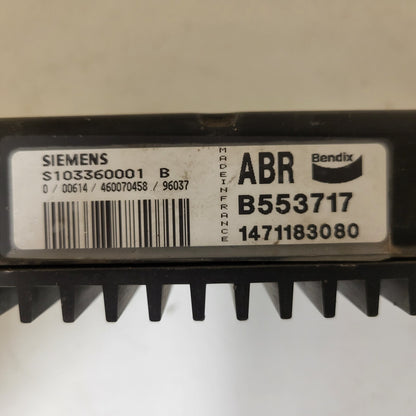 SIEMENS
S103360001 B
0 / 00614 / 460070458 / 96037
MADE IN FRANCE
ABR Bendix
B553717
1471183080